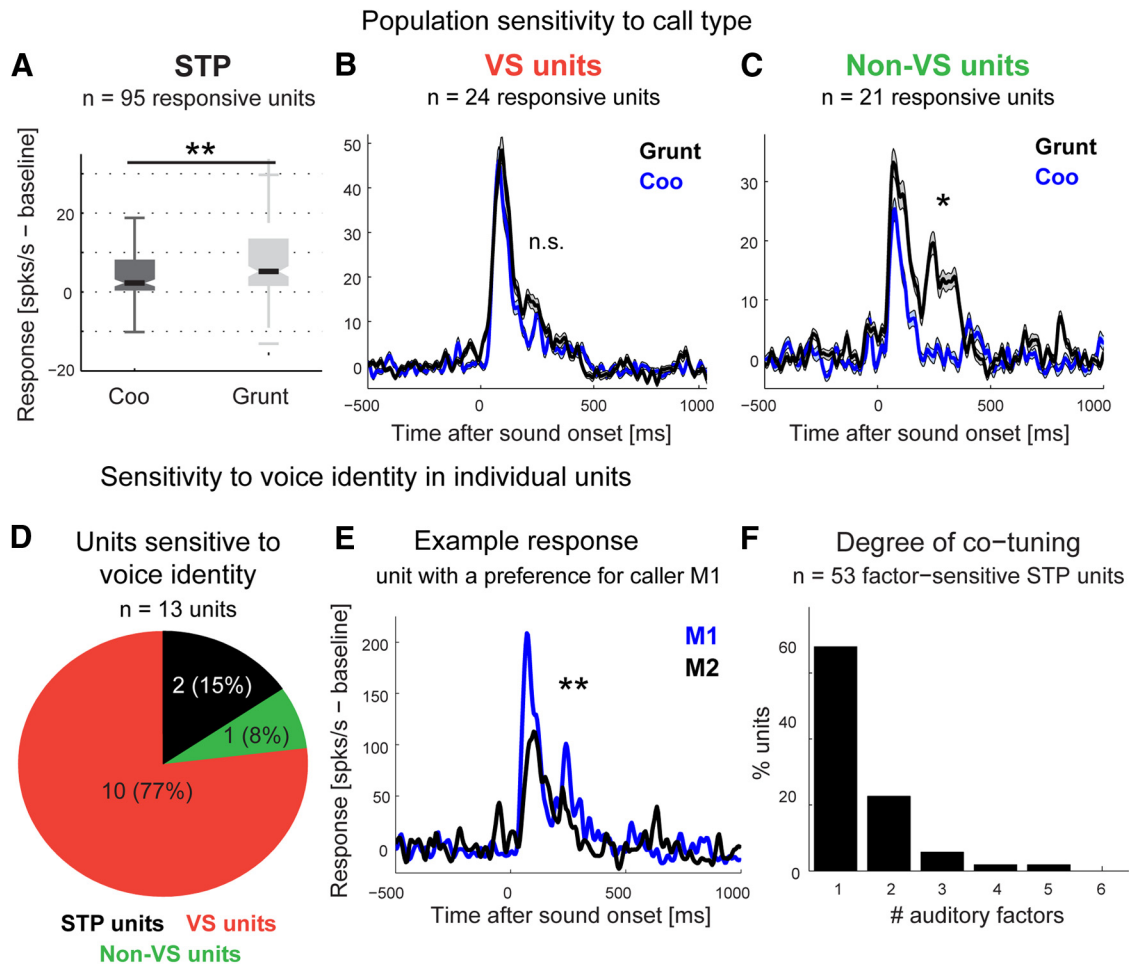 Population sensitivity to call type
A
STP
n = 95 responsive units
Response [spks/s − baseline]
**
20
0
−20
Coo
Grunt
B
VS units
n = 24 responsive units
50
40
30
20
10
0
Grunt
Coo
n.s.
−500
0
500
1000
Time after sound onset [ms]
C
Non-VS units
n = 21 responsive units
30
20
10
0
Grunt
Coo
*
−500
0
500
1000
Time after sound onset [ms]
Sensitivity to voice identity in individual units
D
Units sensitive to
voice identity
n = 13 units
2 (15%)
1 (8%)
10 (77%)
STP units
VS units
Non-VS units
E
Example response
unit with a preference for caller M1
Response [spks/s − baseline]
200
150
100
50
0
M1
M2
**
−500
0
500
1000
Time after sound onset [ms]
F
Degree of co−tuning
n = 53 factor−sensitive STP units
% units
60
40
20
0
1
2
3
4
5
6
# auditory factors